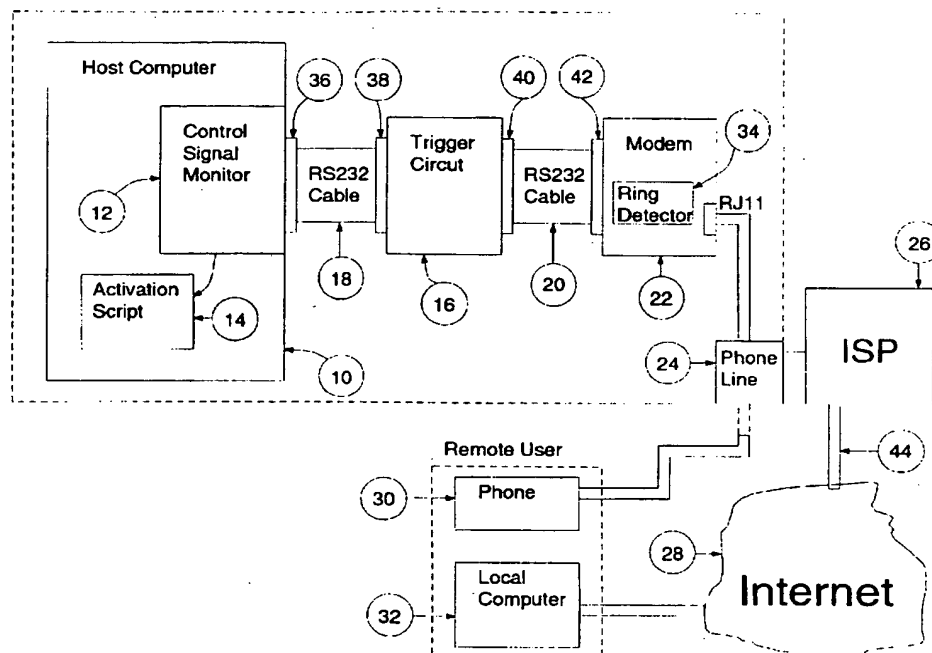 Host Computer
36
38
40
42
Control
Signal
Monitor
Trigger
Circut
Modem
34
RS232
Cable
RS232
Cable
Ring
Detector
RJ11
12
26
18
16
20
22
Activation
Script
14
10
24
Phone
Line
ISP
Remote User
44
30
Phone
28
Internet
Local
Computer
32